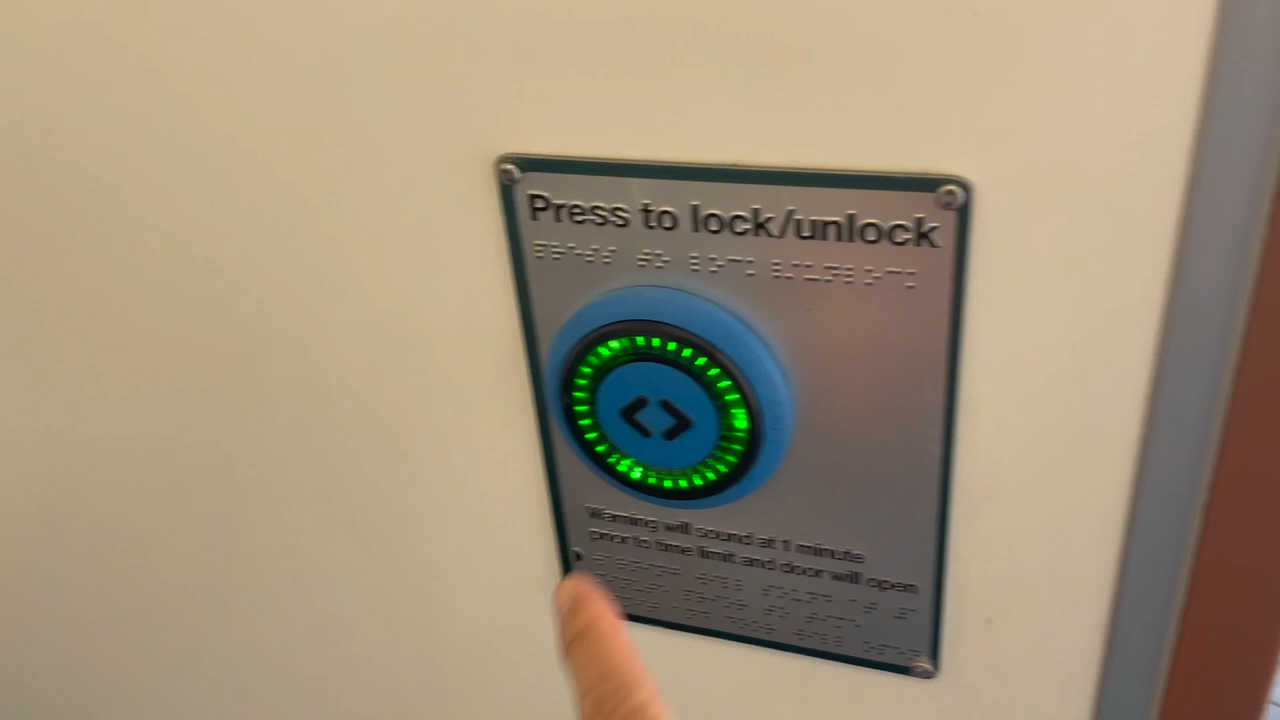 Press to lock/unlock
<>
Warning will sound at 1 minute
prior to time limit and door will open